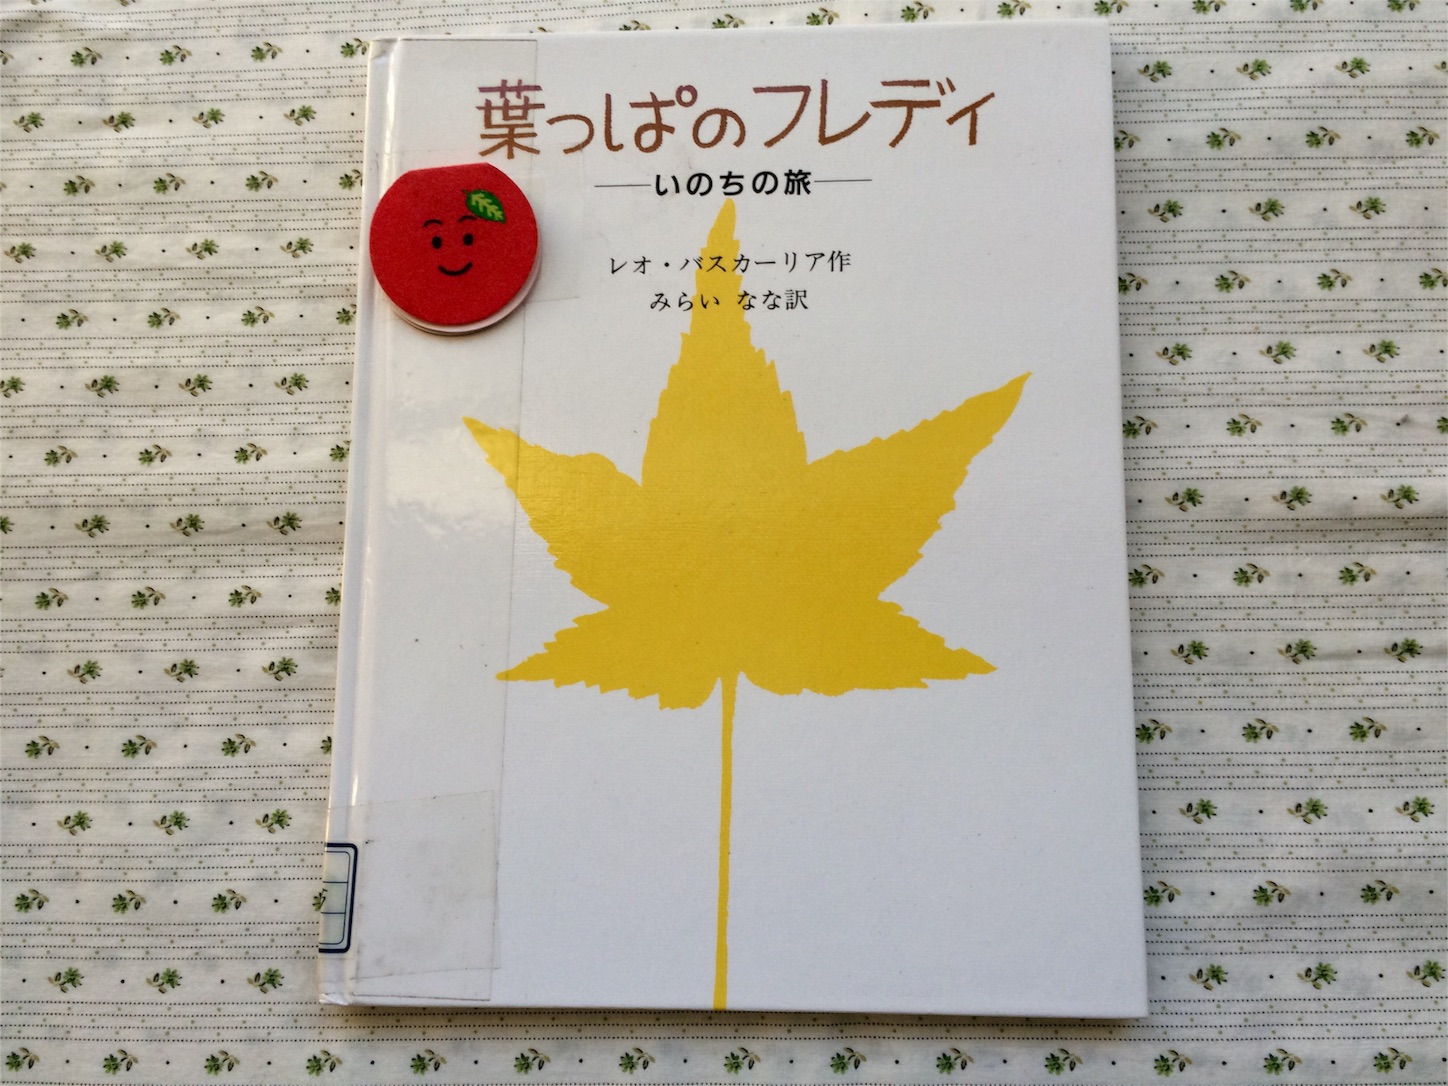 葉っぱのフレディ
いのちの旅
レオ・バスカーリア作
みらい なな訳